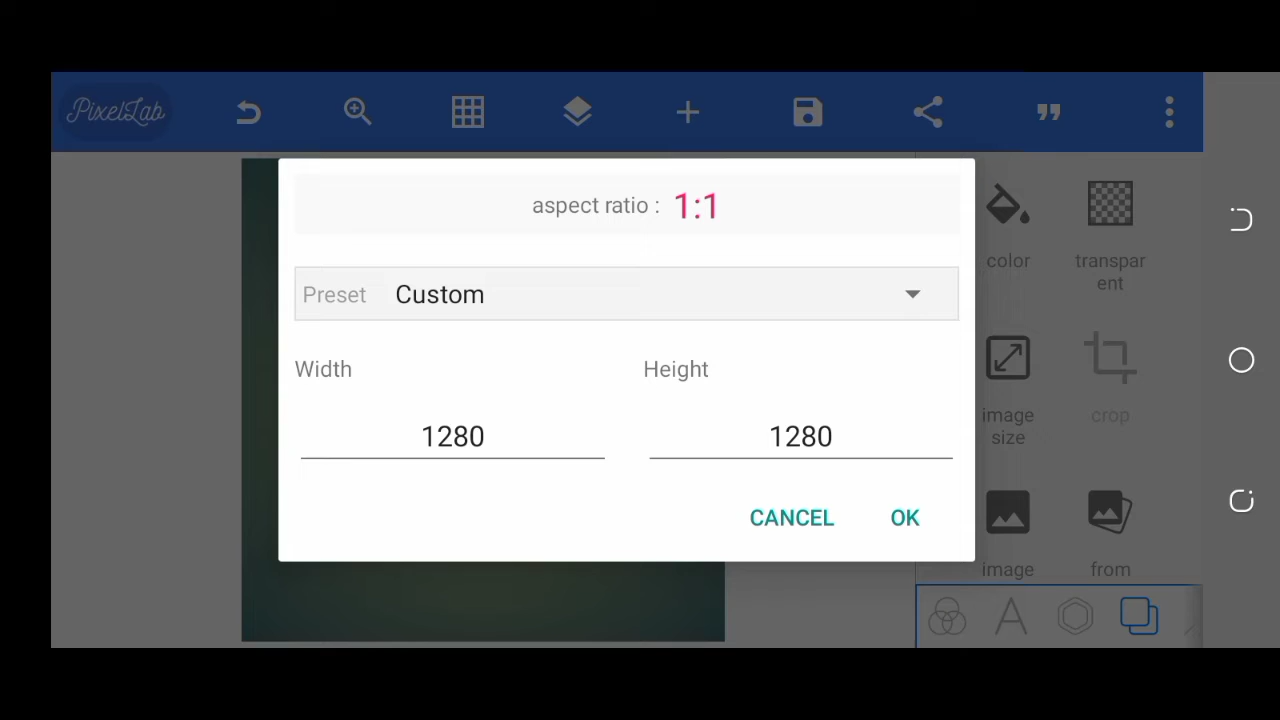 PixelLab
aspect ratio : 1:1
Preset Custom
Width Height
1280 1280
CANCEL OK
color
transpar
ent
image
size
crop
image
from